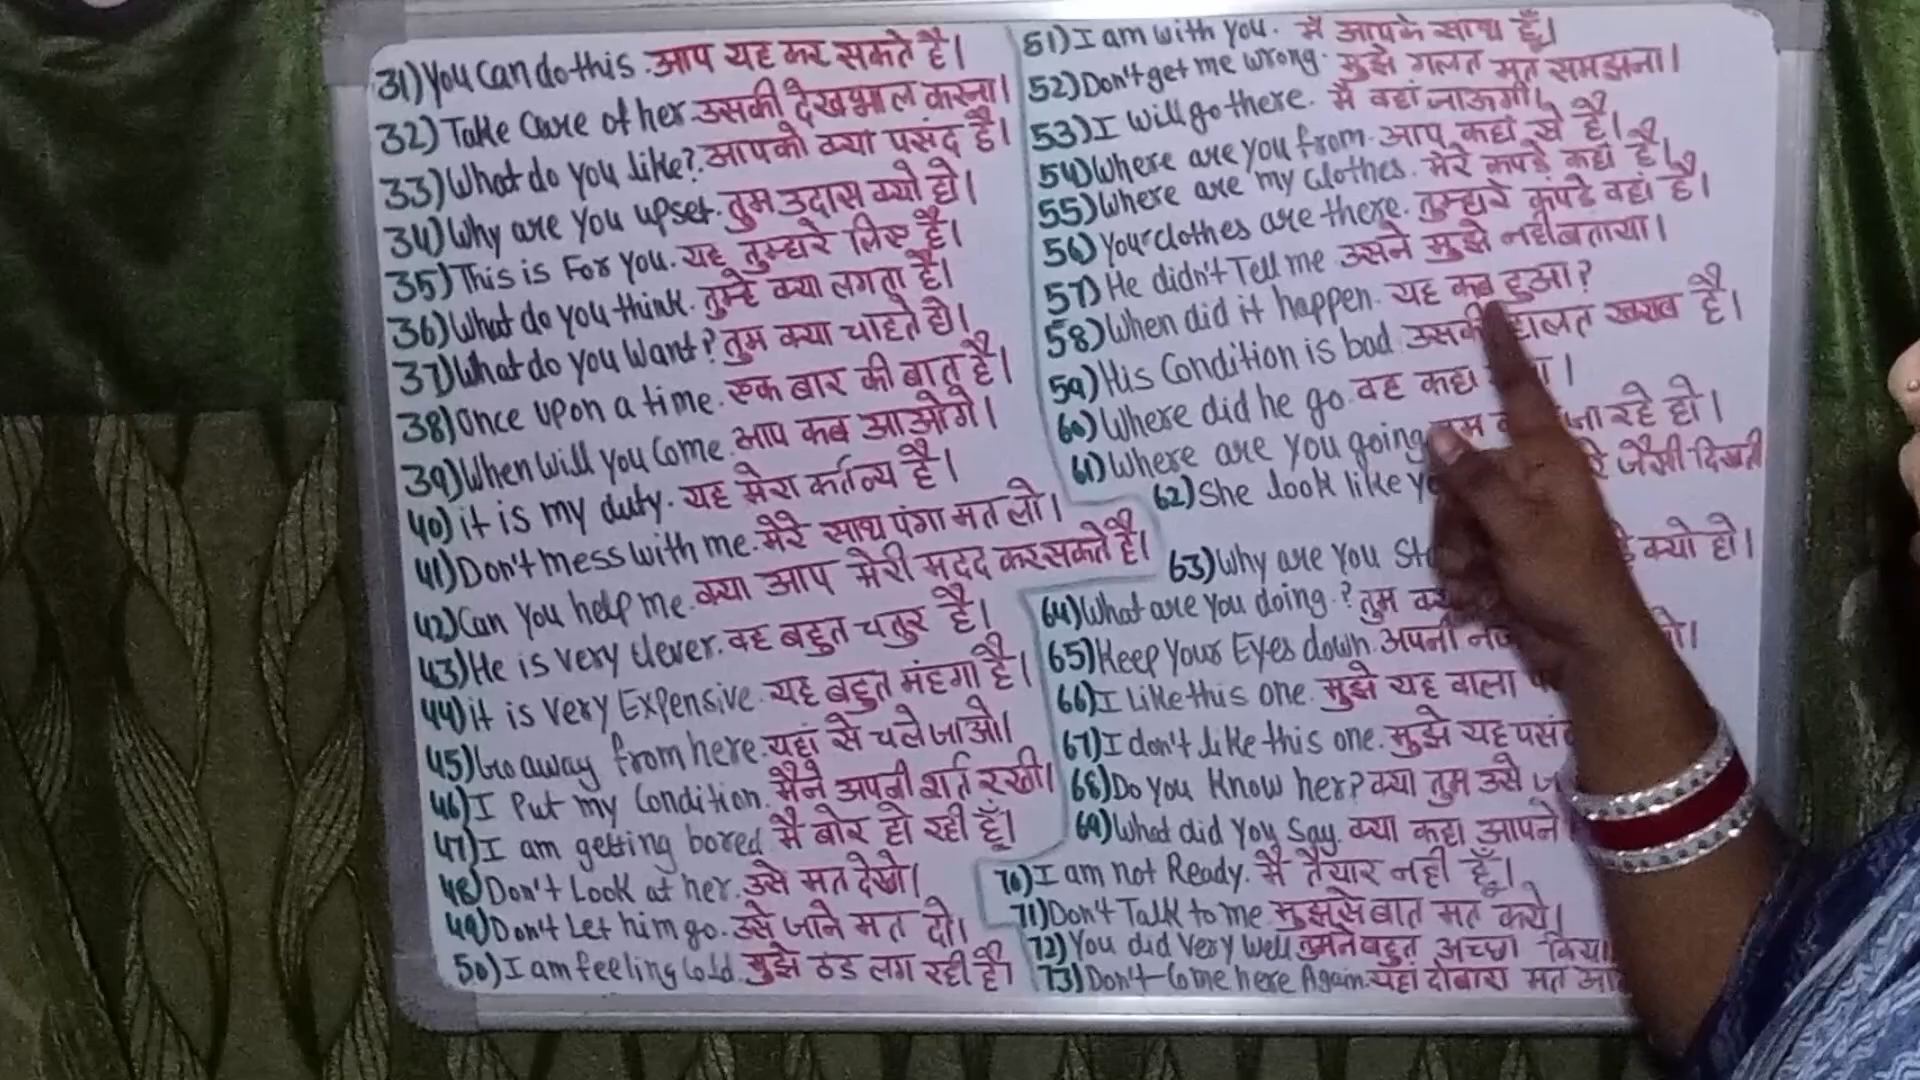 31) You Can do this. आप यह कर सकते है।
32) Take Care of her. उसकी देखभाल करना।
33) What do you like?. आपको क्या पसंद है।
34) Why are You upset. तुम उदास क्यो हो।
35) This is For you. यह तुम्हारे लिए है।
36) What do you think. तुम्हे क्या लगता है।
37) What do you Want? तुम क्या चाहते हो।
38) Once upon a time. एक बार की बात है।
39) When Will you Come. आप कब आओगे।
40) it is my duty. यह मेरा कर्तव्य है।
41) Don't mess with me. मेरे साथ पंगा मत लो।
42) Can You help me. क्या आप मेरी मदद कर सकते है।
43) He is very clever. वह बहुत चतुर है।
44) it is very Expensive. यह बहुत मंहगा है।
45) Go away from here. यहां से चले जाओ।
46) I Put my Condition. मैने अपनी शर्त रखी।
47) I am getting bored मै बोर हो रही हूँ।
48) Don't Look at her. उसे मत देखो।
49) Don't Let him go. उसे जाने मत दो।
50) I am feeling Cold. मुझे ठंड लग रही है।
51) I am with you. मै आपके साथ हूँ।
52) Don't get me wrong. मुझे गलत मत समझना।
53) I will go there. मै वहां जाऊगी।
54) Where are you from. आप कहां से है।
55) Where are my Clothes. मेरे कपड़े कहां है।
56) Your clothes are there. तुम्हारे कपडे वहां है।
57) He didn't Tell me उसने मुझे नही बताया।
58) When did it happen. यह कब हुआ?
59) His Condition is bad. उसकी हालत खराब है।
60) Where did he go. वह कहा
61) Where are you going. तुम जा रहे हो।
62) She look like जैसी दिखती
63) Why are You क्यो हो।
64) What are You doing.? तुम
65) Keep Your Eyes down. अपनी
66) I Like this one. मुझे यह वाला
67) I don't like this one. मुझे यह
68) Do you Know her? क्या तुम उसे
69) What did You Say. क्या कहा आपने
70) I am not Ready. मै तैयार नही हूँ।
71) Don't Talk to me. मुझसे बात मत करो।
72) You did Very Well तुमने बहुत अच्छा किया
73) Don't Come here Again. यहां दोबारा मत